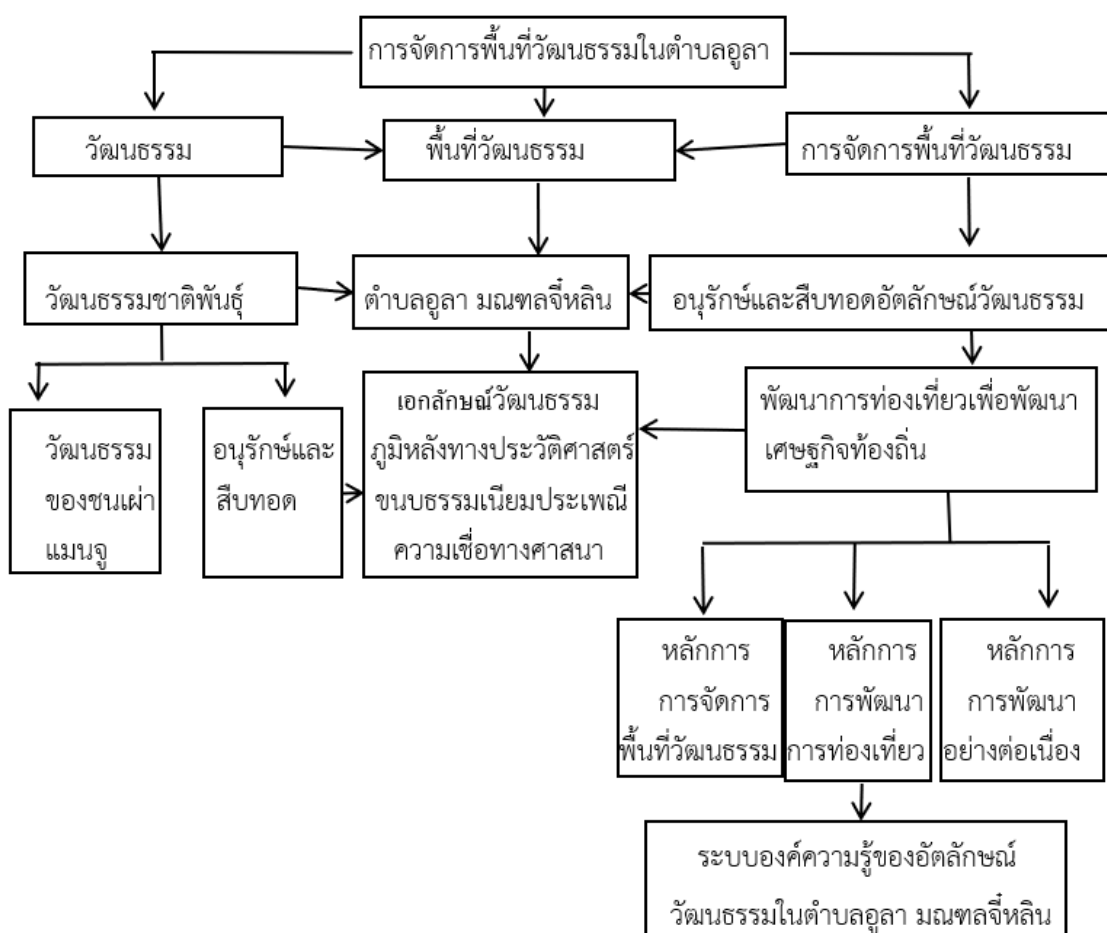 การจัดการพื้นที่วัฒนธรรมในตำบลอูลา
วัฒนธรรม
พื้นที่วัฒนธรรม
การจัดการพื้นที่วัฒนธรรม
วัฒนธรรมชาติพันธุ์
ตำบลอูลา มณฑลจี๋หลิน
อนุรักษ์และสืบทอดอัตลักษณ์วัฒนธรรม
วัฒนธรรม
ของชนเผ่า
แมนจู
อนุรักษ์และ
สืบทอด
เอกลักษณ์วัฒนธรรม
ภูมิหลังทางประวัติศาสตร์
ขนบธรรมเนียมประเพณี
ความเชื่อทางศาสนา
พัฒนาการท่องเที่ยวเพื่อพัฒนา
เศรษฐกิจท้องถิ่น
หลักการ
การจัดการ
พื้นที่วัฒนธรรม
หลักการ
การพัฒนา
การท่องเที่ยว
หลักการ
การพัฒนา
อย่างต่อเนื่อง
ระบบองค์ความรู้ของอัตลักษณ์
วัฒนธรรมในตำบลอูลา มณฑลจี๋หลิน